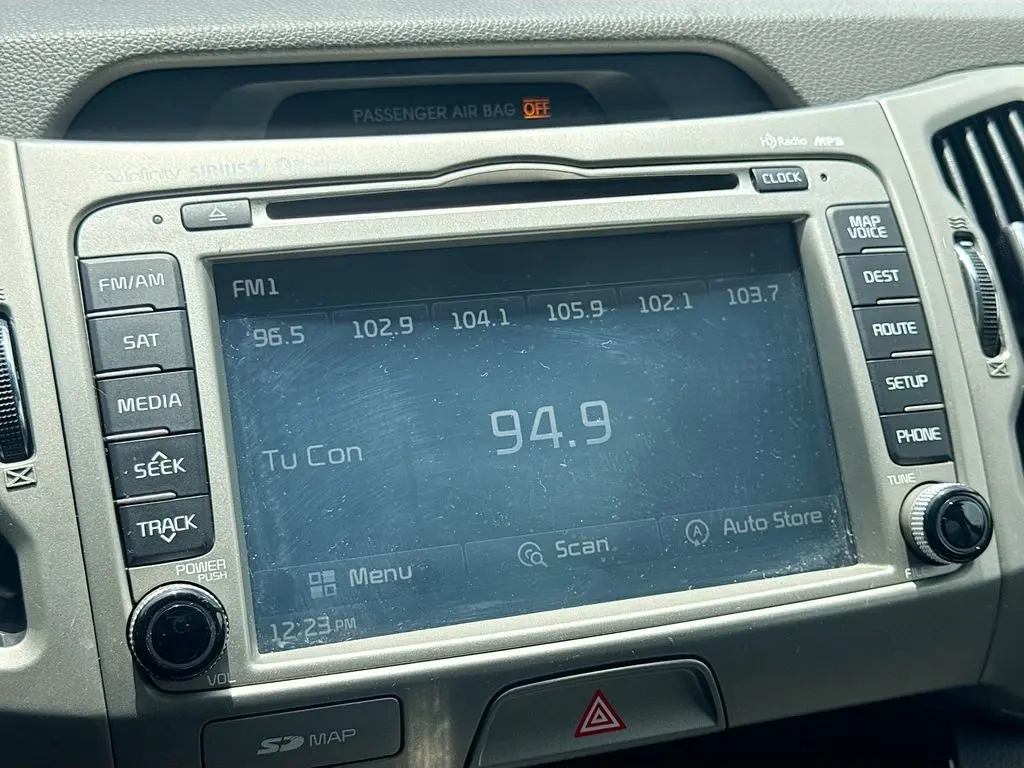 PASSENGER AIR BAG OFF
HD Radio MP3
infinity SIRIUS
CLOCK
FM/AM
SAT
MEDIA
SEEK
TRACK
POWER
PUSH
VOL
FM1
96.5 102.9 104.1 105.9 102.1 103.7
Tu Con 94.9
Menu Scan Auto Store
12:23 PM
MAP
VOICE
DEST
ROUTE
SETUP
PHONE
TUNE
SD MAP